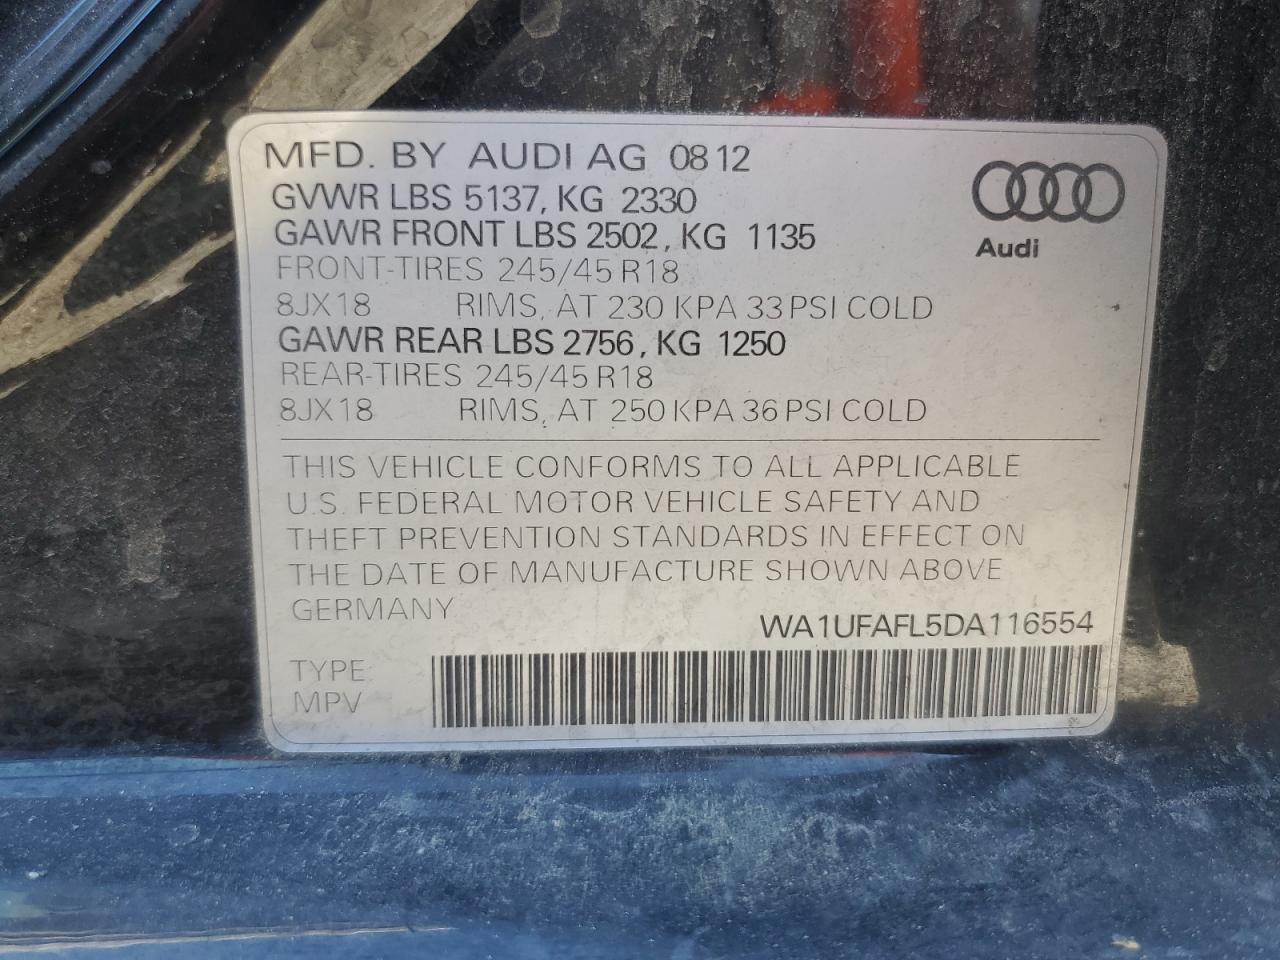 MFD. BY AUDI AG 08 12
GVWR LBS 5137, KG 2330
GAWR FRONT LBS 2502, KG 1135
FRONT-TIRES 245/45 R18
8JX18 RIMS, AT 230 KPA 33 PSI COLD
GAWR REAR LBS 2756, KG 1250
REAR-TIRES 245/45 R18
8JX18 RIMS, AT 250 KPA 36 PSI COLD
Audi
THIS VEHICLE CONFORMS TO ALL APPLICABLE
U.S. FEDERAL MOTOR VEHICLE SAFETY AND
THEFT PREVENTION STANDARDS IN EFFECT ON
THE DATE OF MANUFACTURE SHOWN ABOVE
GERMANY
WA1UFAFL5DA116554
TYPE:
MPV